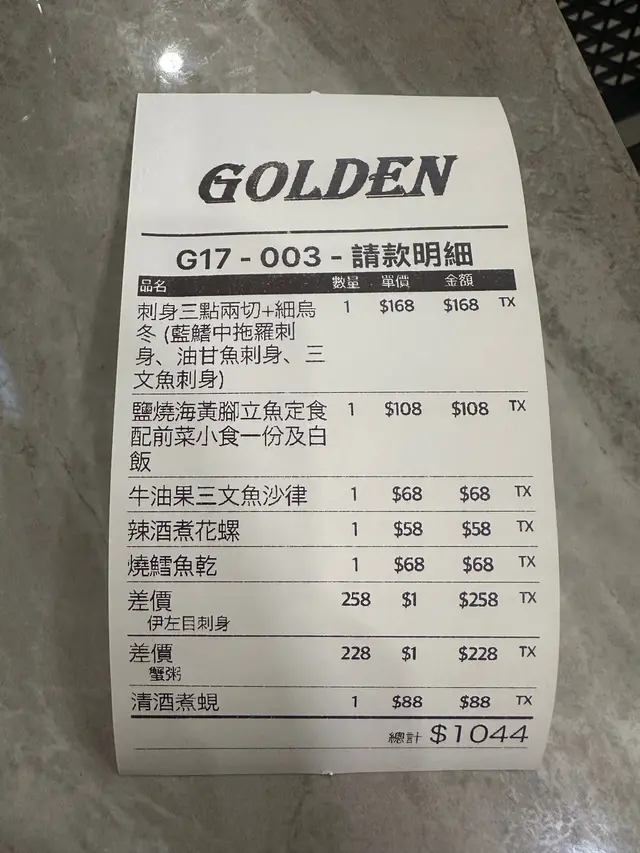 GOLDEN
G17 - 003 - 請款明細
品名 數量 單價 金額
刺身三點兩切+細烏 1 $168 $168 TX
冬 (藍鰭中拖羅刺
身、油甘魚刺身、三
文魚刺身)
鹽燒海黃腳立魚定食 1 $108 $108 TX
配前菜小食一份及白
飯
牛油果三文魚沙律 1 $68 $68 TX
辣酒煮花螺 1 $58 $58 TX
燒鱈魚乾 1 $68 $68 TX
差價 258 $1 $258 TX
伊左目刺身
差價 228 $1 $228 TX
蟹粥
清酒煮蜆 1 $88 $88 TX
總計 $1044